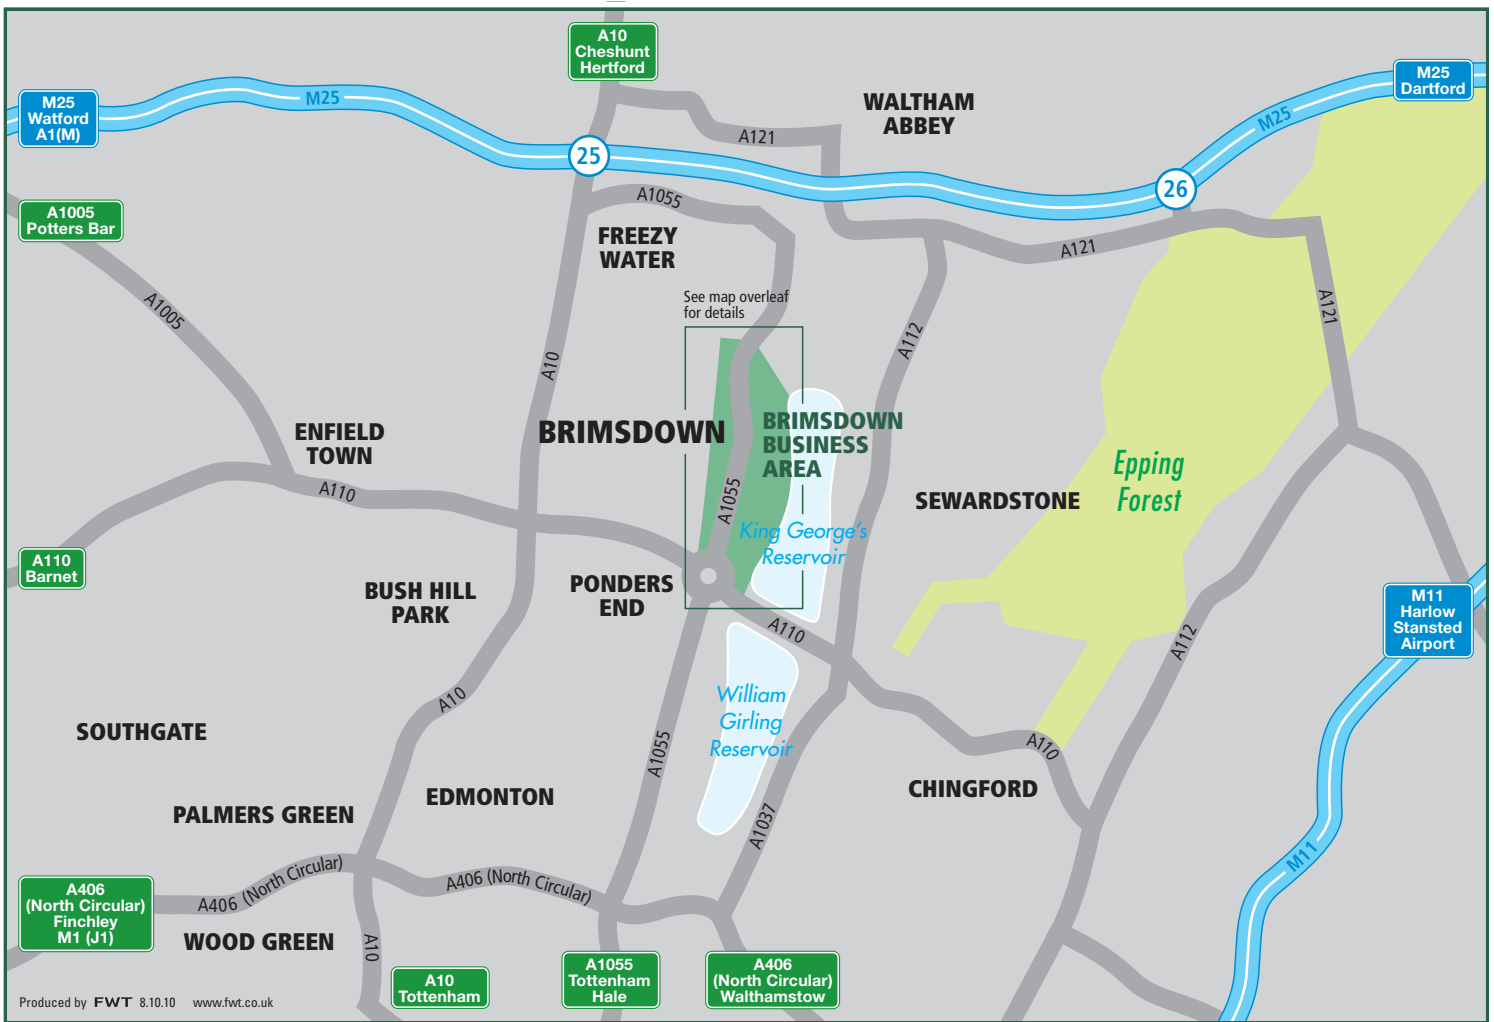 A10
Cheshunt
Hertford
M25
Dartford
M25
Watford
A1(M)
M25
WALTHAM
ABBEY
M25
A121
25
26
A1055
A1005
Potters Bar
FREEZY
WATER
A121
See map overleaf
for details
A1005
A121
A112
A10
BRIMSDOWN
BRIMSDOWN
BUSINESS
AREA
ENFIELD
TOWN
Epping
Forest
A110
A1055
SEWARDSTONE
King George's
Reservoir
A110
Barnet
BUSH HILL
PARK
PONDERS
END
M11
Harlow
Stansted
Airport
A110
A112
A10
William
Girling
Reservoir
SOUTHGATE
A1055
A110
CHINGFORD
EDMONTON
PALMERS GREEN
A1037
M11
A406 (North Circular)
A406 (North Circular)
A406
(North Circular)
Finchley
M1 (J1)
WOOD GREEN
A10
A10
Tottenham
A1055
Tottenham
Hale
A406
(North Circular)
Walthamstow
Produced by FWT 8.10.10 www.fwt.co.uk